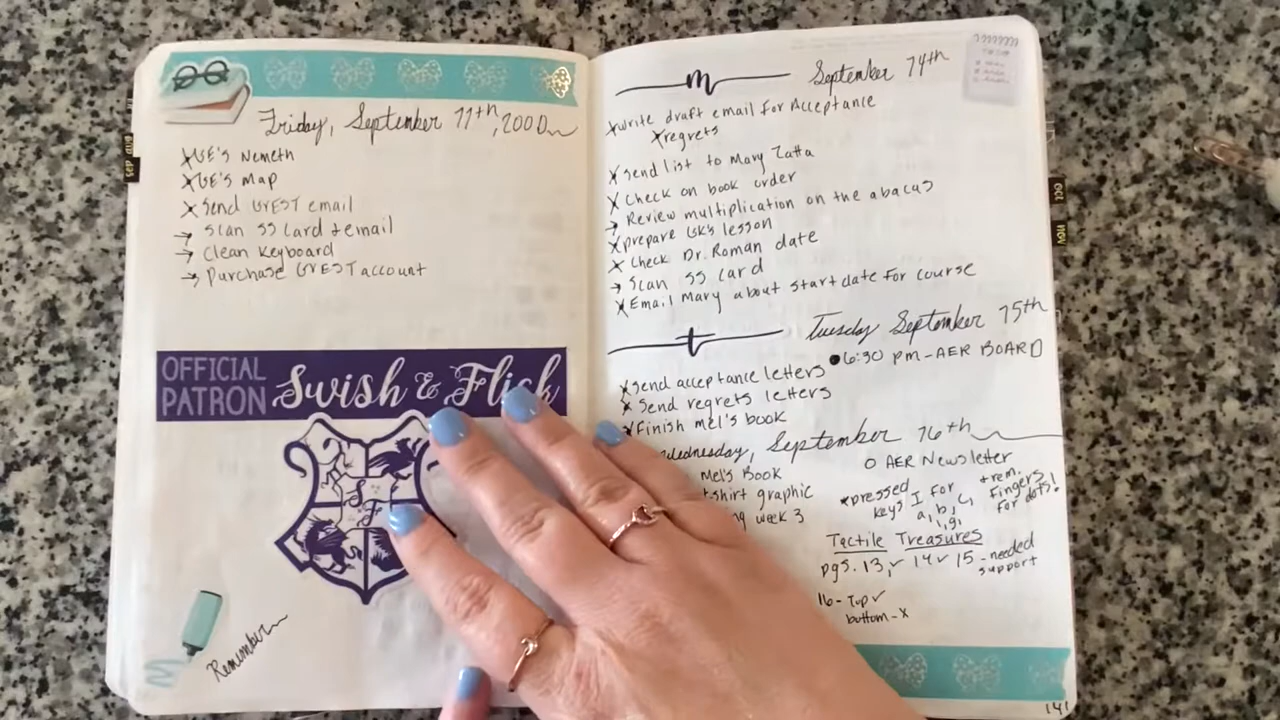 Friday, September 11th, 2020
x UE's Nemeth
x UE's Map
x Send GVEST email
→ Scan SS Card & email
→ Clean Keyboard
→ Purchase GVEST account
OFFICIAL PATRON Swish & Flick
S F
Remember
m September 14th
x write draft email for Acceptance
x regrets
x Send list to Mary Zatta
x Check on book order
→ Review multiplication on the abacus
x prepare GK's lesson
x Check Dr. Roman date
→ Scan SS Card
x Email Mary about start date for course
t Tuesday September 15th
• 6:30 pm - AER BOARD
x Send acceptance letters
x Send regrets letters
x Finish Mel's book
Wednesday, September 16th
O AER Newsletter
Mel's Book
t-shirt graphic
week 3
*pressed keys I for a, b, c, i, g,
+ rem. fingers for dots!
Tactile Treasures
pgs. 13, ✓ 14 ✓ 15 - needed support
16 - Top ✓
bottom - x
OCT
NOV
141